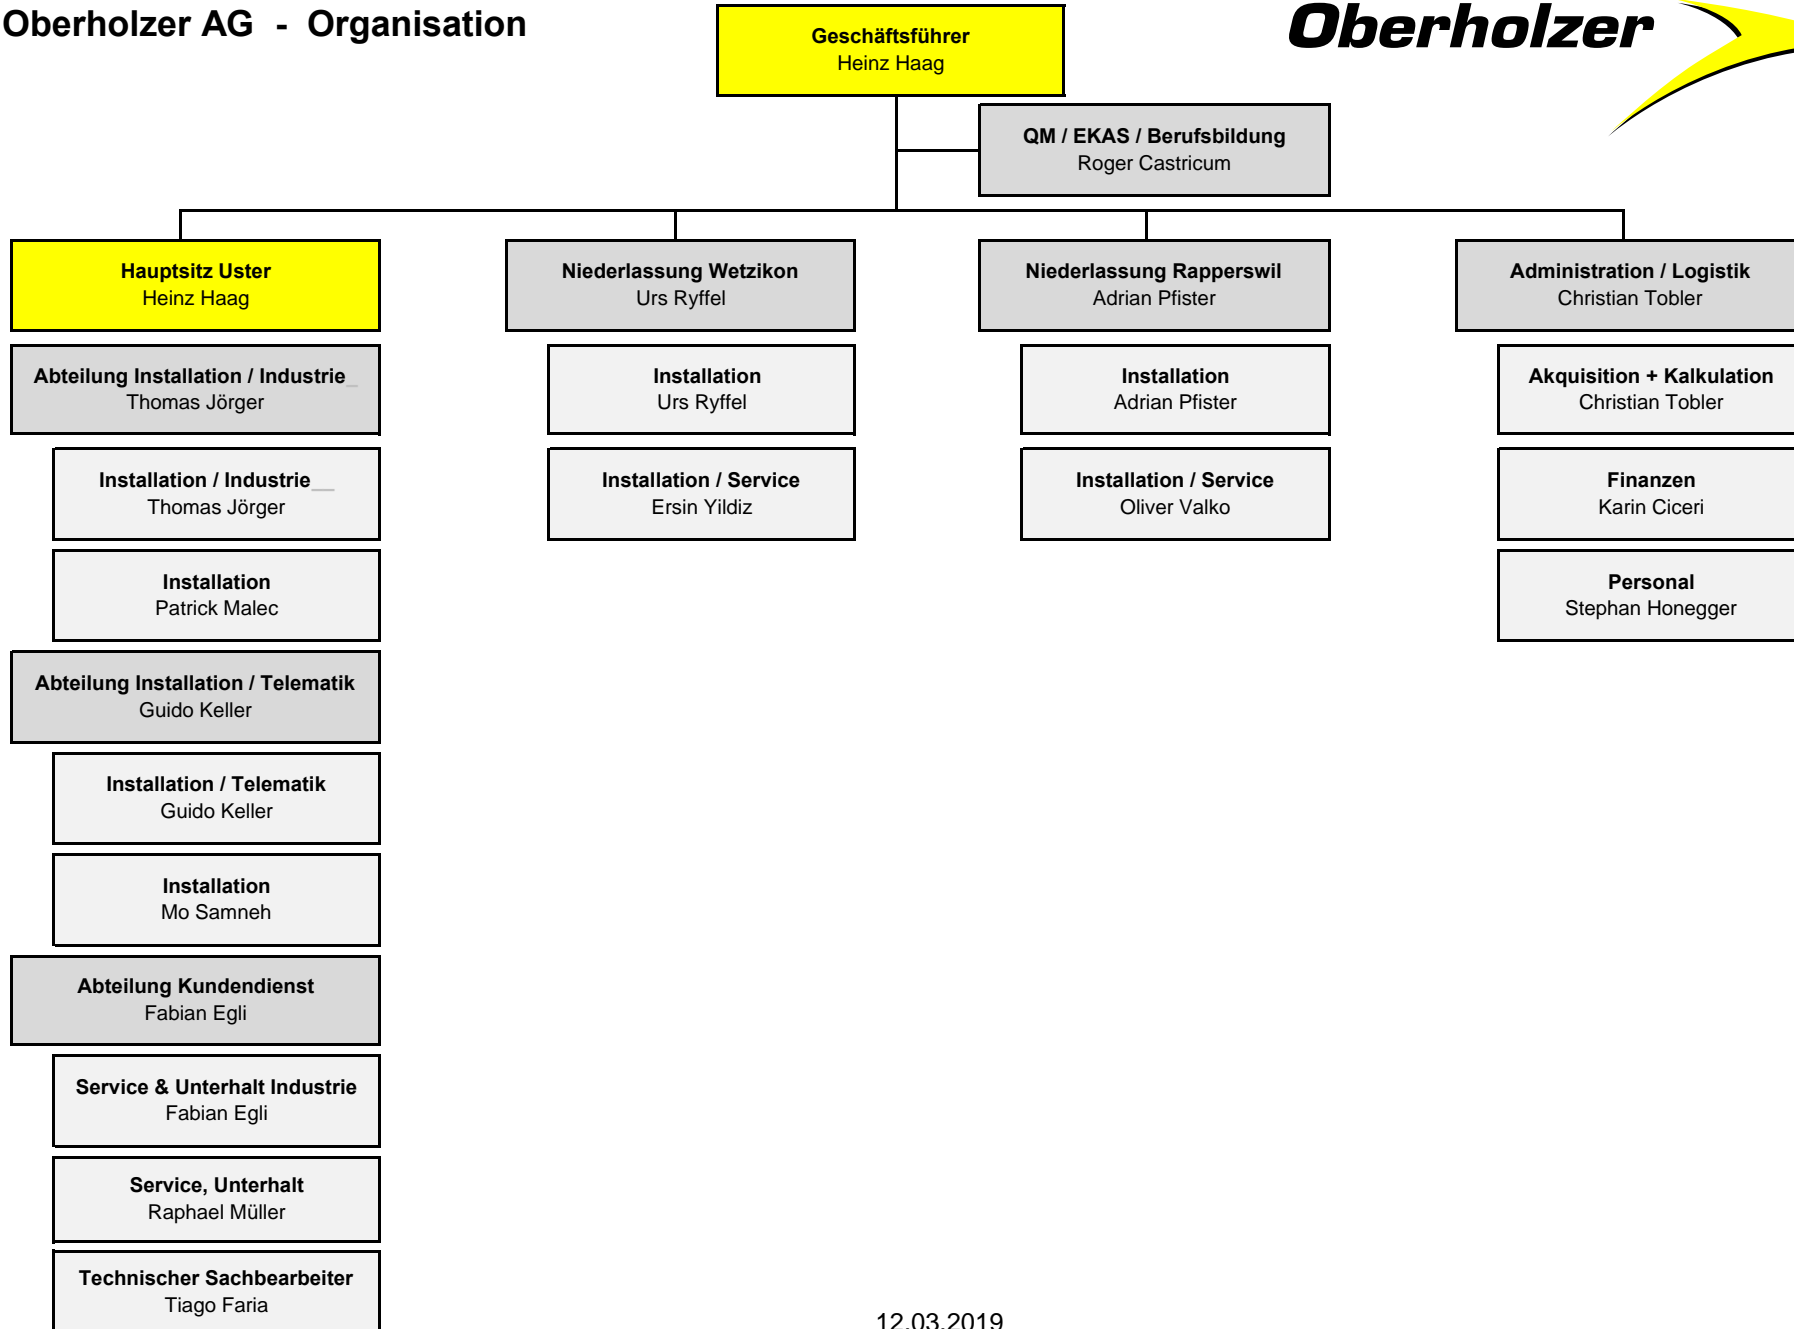 Oberholzer AG - Organisation
Oberholzer
Geschäftsführer
Heinz Haag
QM / EKAS / Berufsbildung
Roger Castricum
Hauptsitz Uster
Heinz Haag
Abteilung Installation / Industrie_
Thomas Jörger
Installation / Industrie__
Thomas Jörger
Installation
Patrick Malec
Abteilung Installation / Telematik
Guido Keller
Installation / Telematik
Guido Keller
Installation
Mo Samneh
Abteilung Kundendienst
Fabian Egli
Service & Unterhalt Industrie
Fabian Egli
Service, Unterhalt
Raphael Müller
Technischer Sachbearbeiter
Tiago Faria
Niederlassung Wetzikon
Urs Ryffel
Installation
Urs Ryffel
Installation / Service
Ersin Yildiz
Niederlassung Rapperswil
Adrian Pfister
Installation
Adrian Pfister
Installation / Service
Oliver Valko
Administration / Logistik
Christian Tobler
Akquisition + Kalkulation
Christian Tobler
Finanzen
Karin Ciceri
Personal
Stephan Honegger
12.03.2019